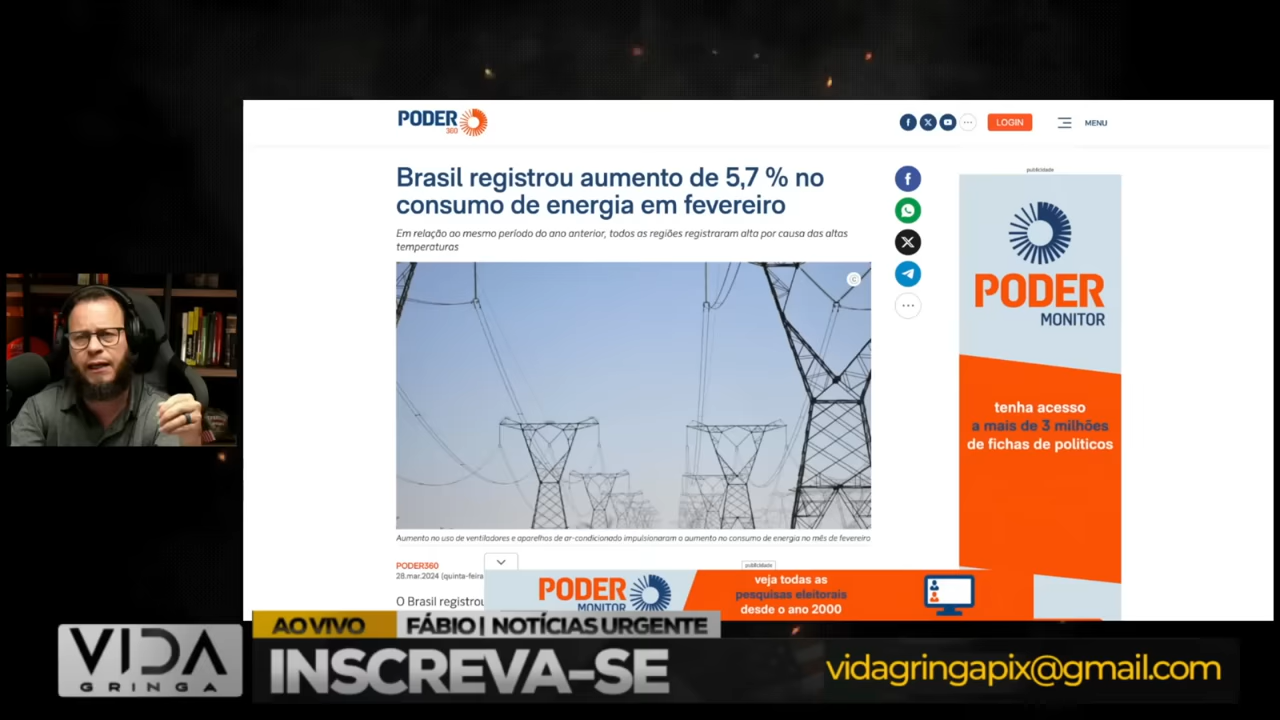 PODER
360
LOGIN
MENU
Brasil registrou aumento de 5,7 % no
consumo de energia em fevereiro
Em relação ao mesmo período do ano anterior, todos as regiões registraram alta por causa das altas
temperaturas
Aumento no uso de ventiladores e aparelhos de ar-condicionado impulsionaram o aumento no consumo de energia no mês de fevereiro
PODER360
28.mar.2024 (quinta-feira
O Brasil registrou
publicidade
PODER
MONITOR
tenha acesso
a mais de 3 milhões
de fichas de políticos
publicidade
PODER
MONITOR
veja todas as
pesquisas eleitorais
desde o ano 2000
AO VIVO
FÁBIO | NOTÍCIAS URGENTE
VIDA
GRINGA
INSCREVA-SE
vidagringapix@gmail.com